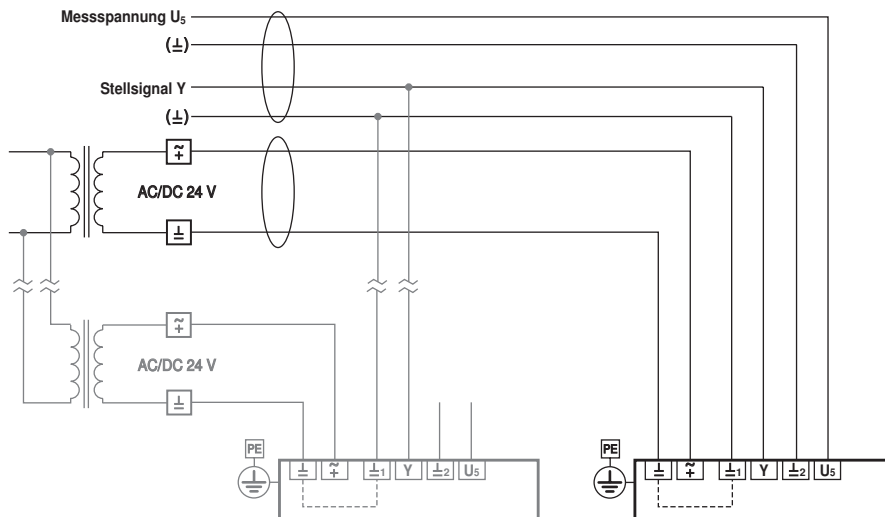 Messspannung U₅
(⊥)
Stellsignal Y
(⊥)
~+
AC/DC 24 V
⊥
~+
AC/DC 24 V
⊥
PE PE
⊥ ~+ ⊥1 Y ⊥2 U₅ ⊥ ~+ ⊥1 Y ⊥2 U₅